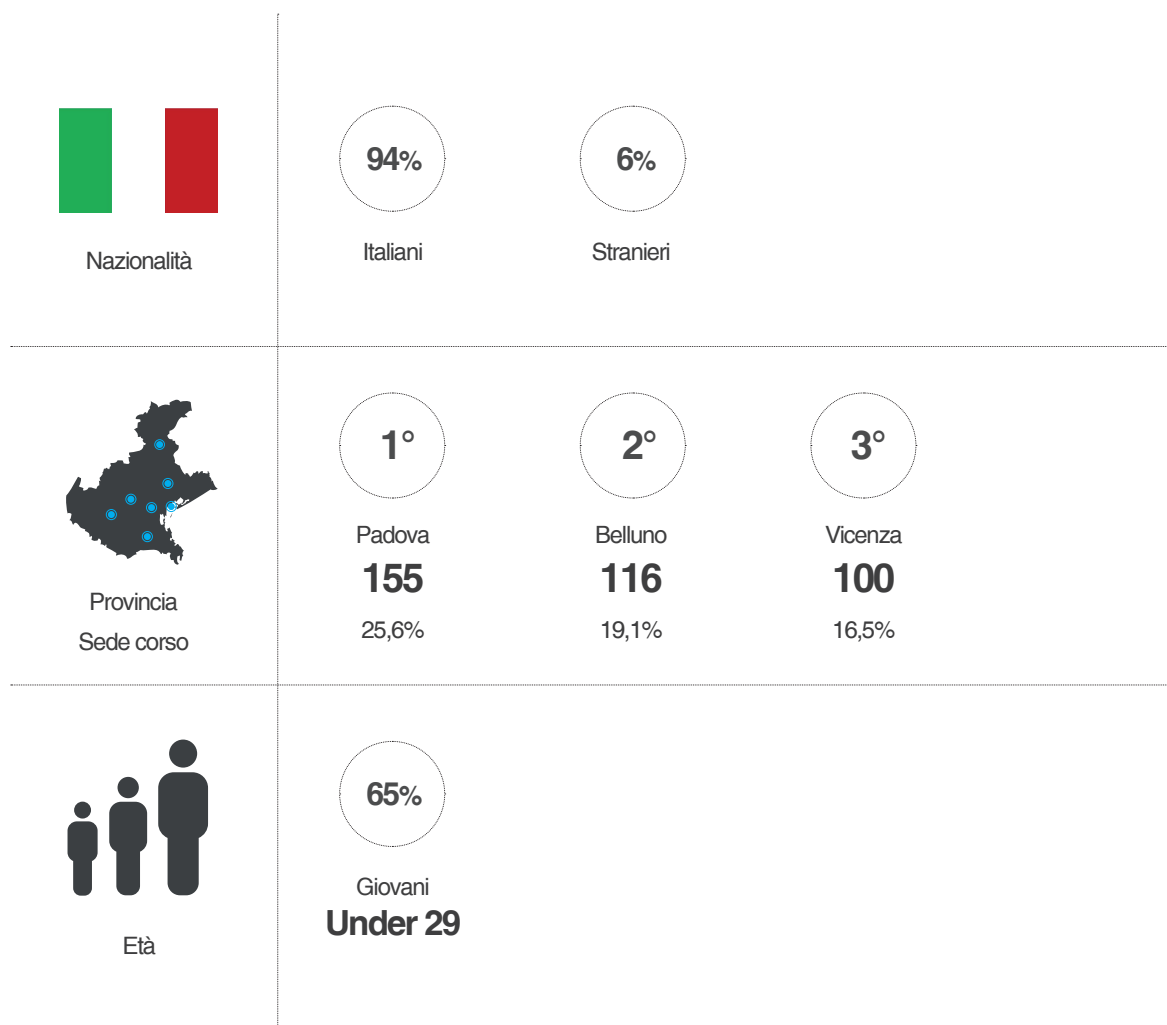 94%
6%
Italiani
Stranieri
Nazionalità
1°
2°
3°
Padova
Belluno
Vicenza
155
116
100
25,6%
19,1%
16,5%
Provincia
Sede corso
65%
Giovani
Under 29
Età